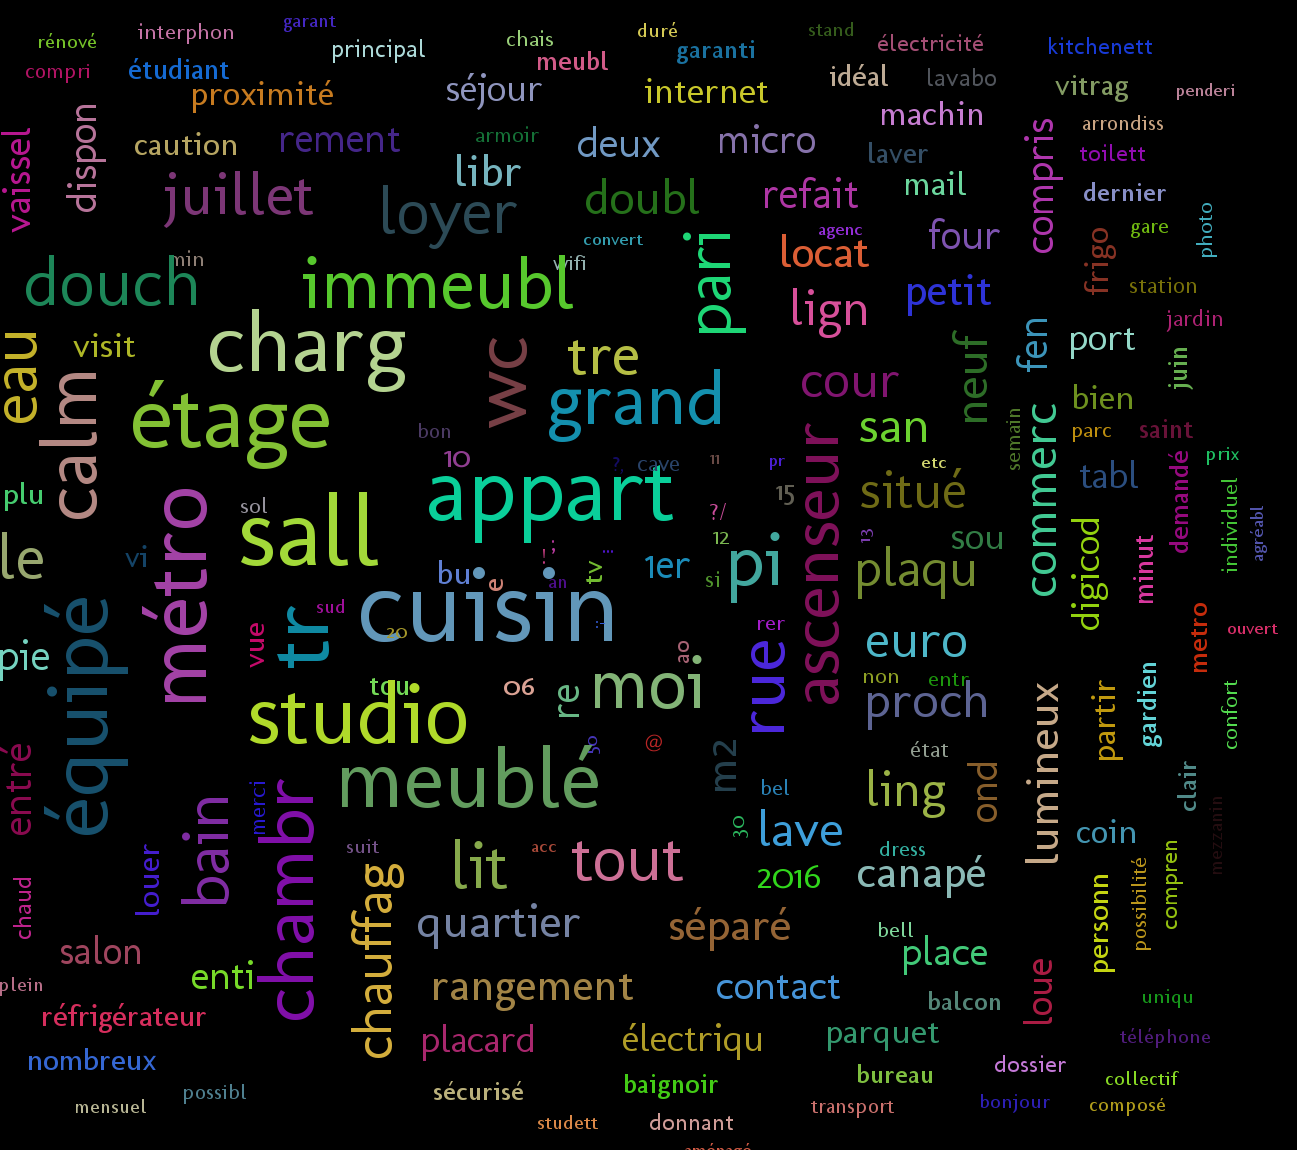 garant
duré
stand
interphon
rénové
chais
principal
électricité
kitchenett
garanti
meubl
compri
étudiant
idéal
lavabo
vitrag
séjour
internet
penderi
proximité
machin
arrondiss
armoir
rement
micro
caution
deux
laver
toilett
vaissel
dispon
compris
libr
mail
dernier
juillet
doubl
refait
loyer
agenc
gare
photo
convert
four
locat
frigo
min
wifi
pari
douch
immeubl
station
petit
lign
jardin
charg
visit
port
fen
juin
eau
wc
tre
neuf
cour
grand
bien
calm
étage
bon
san
semain
commerc
parc
saint
10
cave
11
pr
etc
prix
?,
ascenseur
tabl
demandé
appart
15
situé
plu
métro
sol
sall
?/
individuel
agréabl
13
12
sou
digicod
le
vi
1er
pi
plaqu
minut
bu
tv
si
e
an
...
cuisin
équipé
sud
tr
20
rer
metro
ouvert
vue
euro
pie
ao
rue
tou
06
re
moi
non
entr
proch
lumineux
partir
gardien
confort
studio
50
@
m2
état
entré
meublé
clair
merci
chambr
bel
ling
ond
bain
30
lave
coin
mezzanin
louer
suit
acc
tout
dress
lit
2016
canapé
chaud
chauffag
personn
possibilité
compren
quartier
séparé
bell
salon
place
enti
plein
rangement
contact
loue
balcon
uniqu
réfrigérateur
placard
électriqu
parquet
téléphone
nombreux
dossier
bureau
collectif
baignoir
possibl
sécurisé
mensuel
transport
bonjour
composé
studett
donnant
aménagé